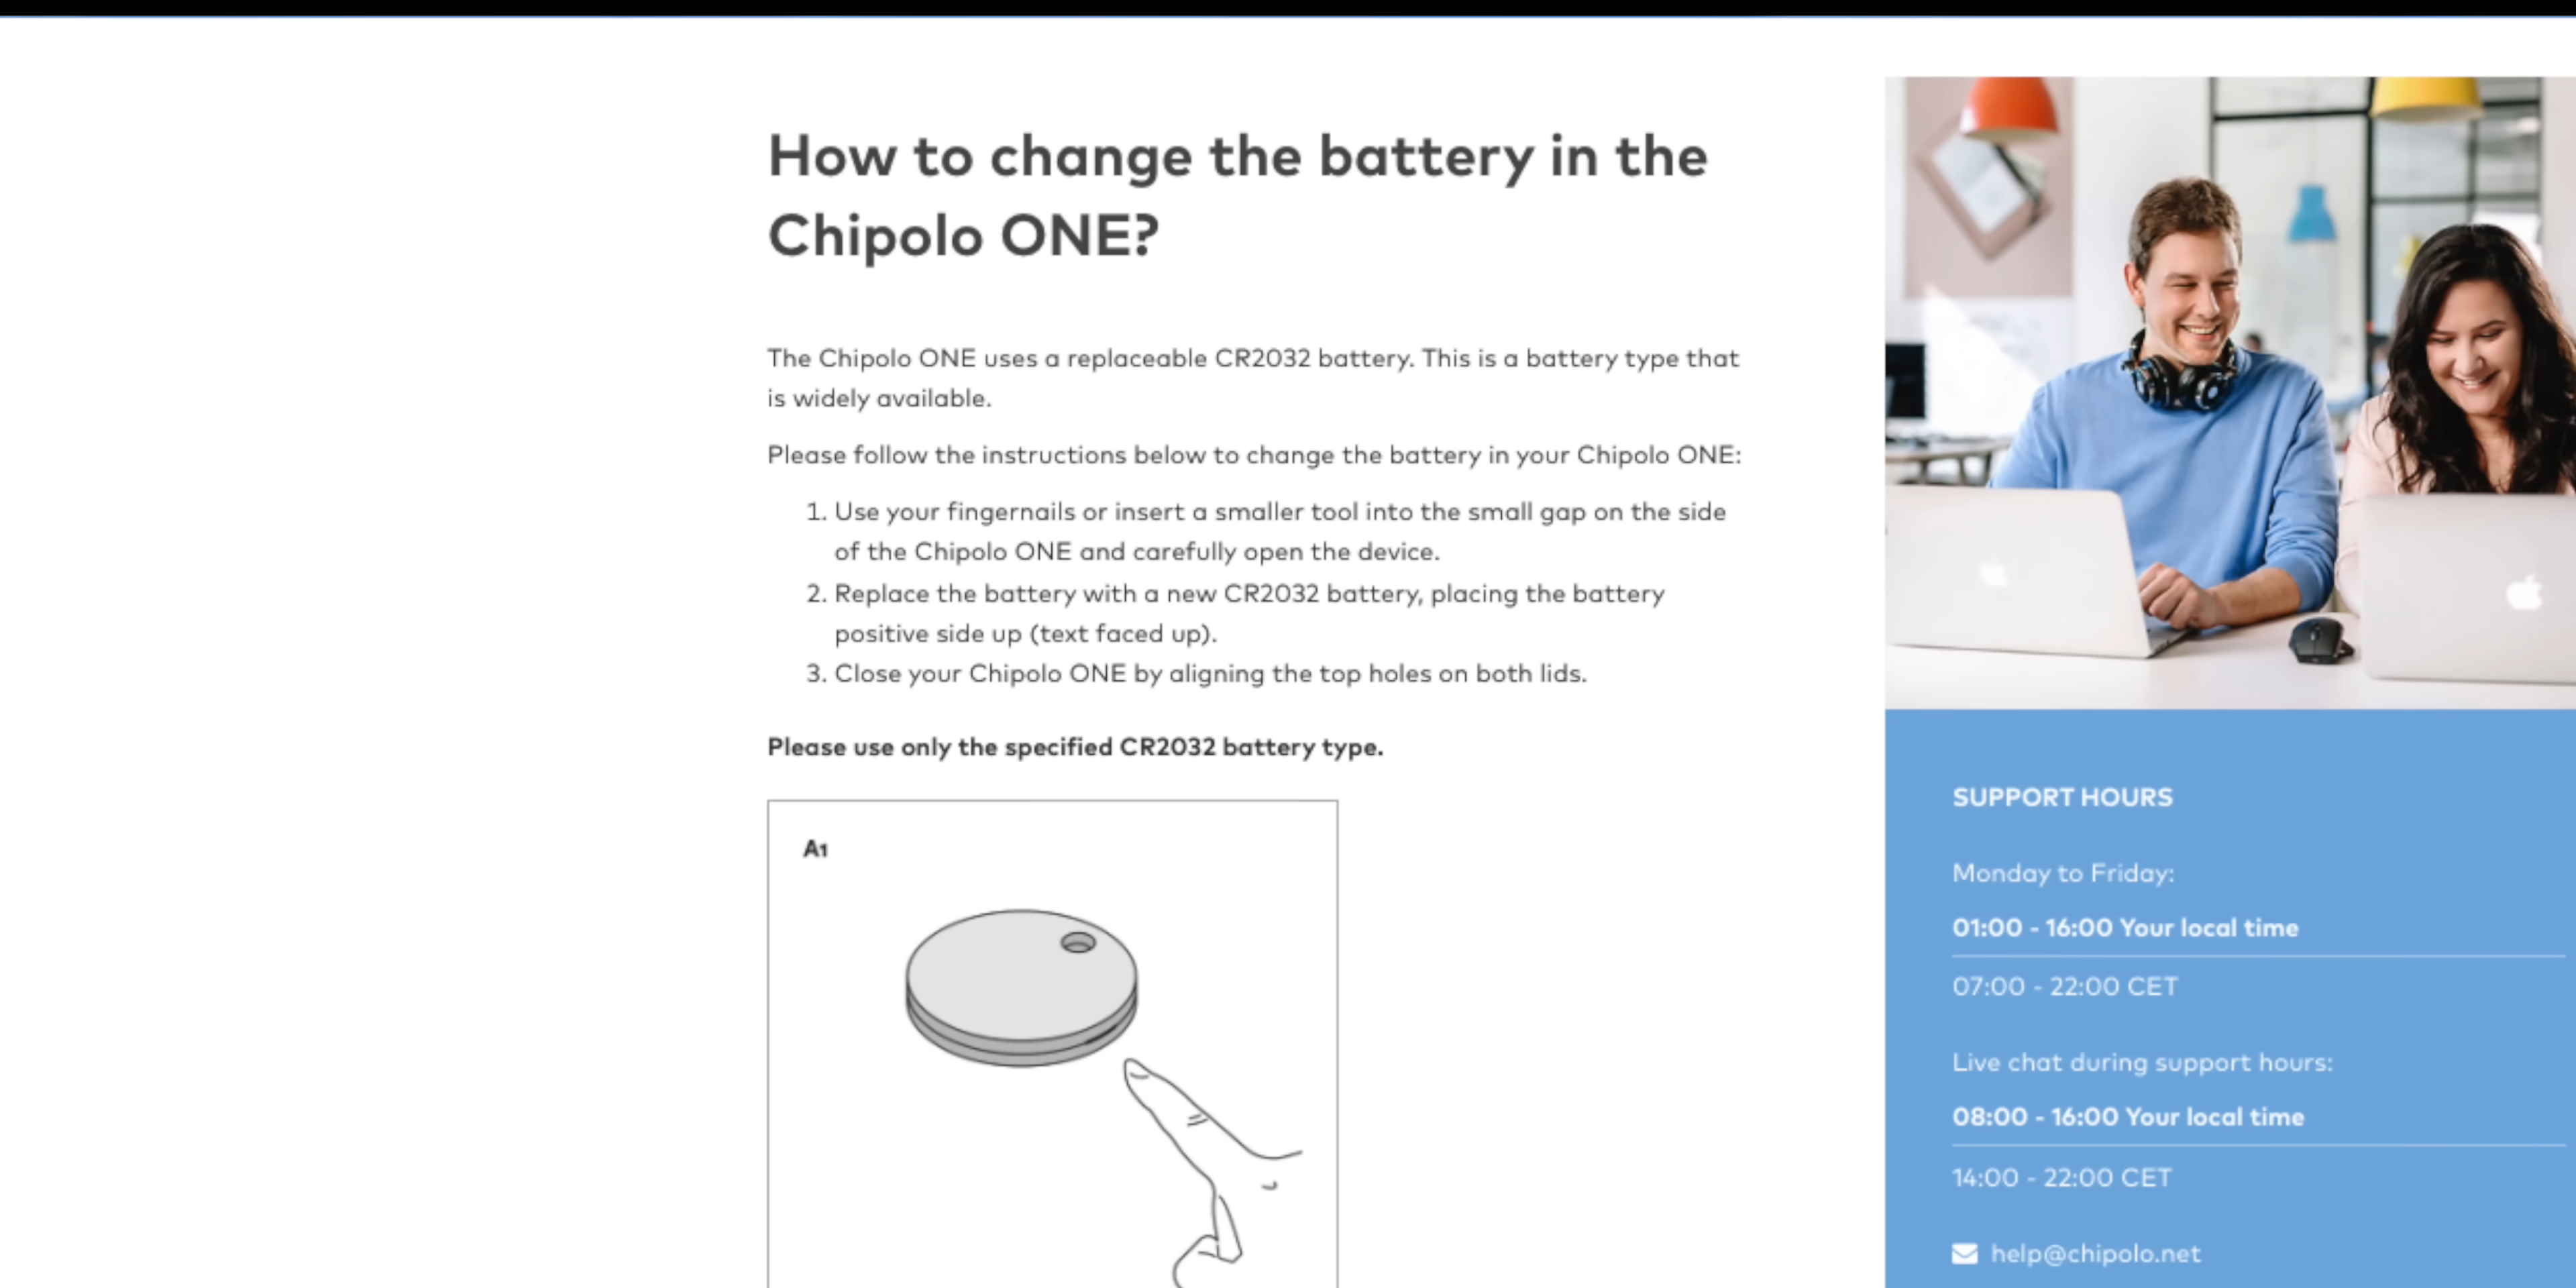 How to change the battery in the
Chipolo ONE?
The Chipolo ONE uses a replaceable CR2032 battery. This is a battery type that
is widely available.
Please follow the instructions below to change the battery in your Chipolo ONE:
1. Use your fingernails or insert a smaller tool into the small gap on the side
of the Chipolo ONE and carefully open the device.
2. Replace the battery with a new CR2032 battery, placing the battery
positive side up (text faced up).
3. Close your Chipolo ONE by aligning the top holes on both lids.
Please use only the specified CR2032 battery type.
A1
SUPPORT HOURS
Monday to Friday:
01:00 - 16:00 Your local time
07:00 - 22:00 CET
Live chat during support hours:
08:00 - 16:00 Your local time
14:00 - 22:00 CET
help@chipolo.net